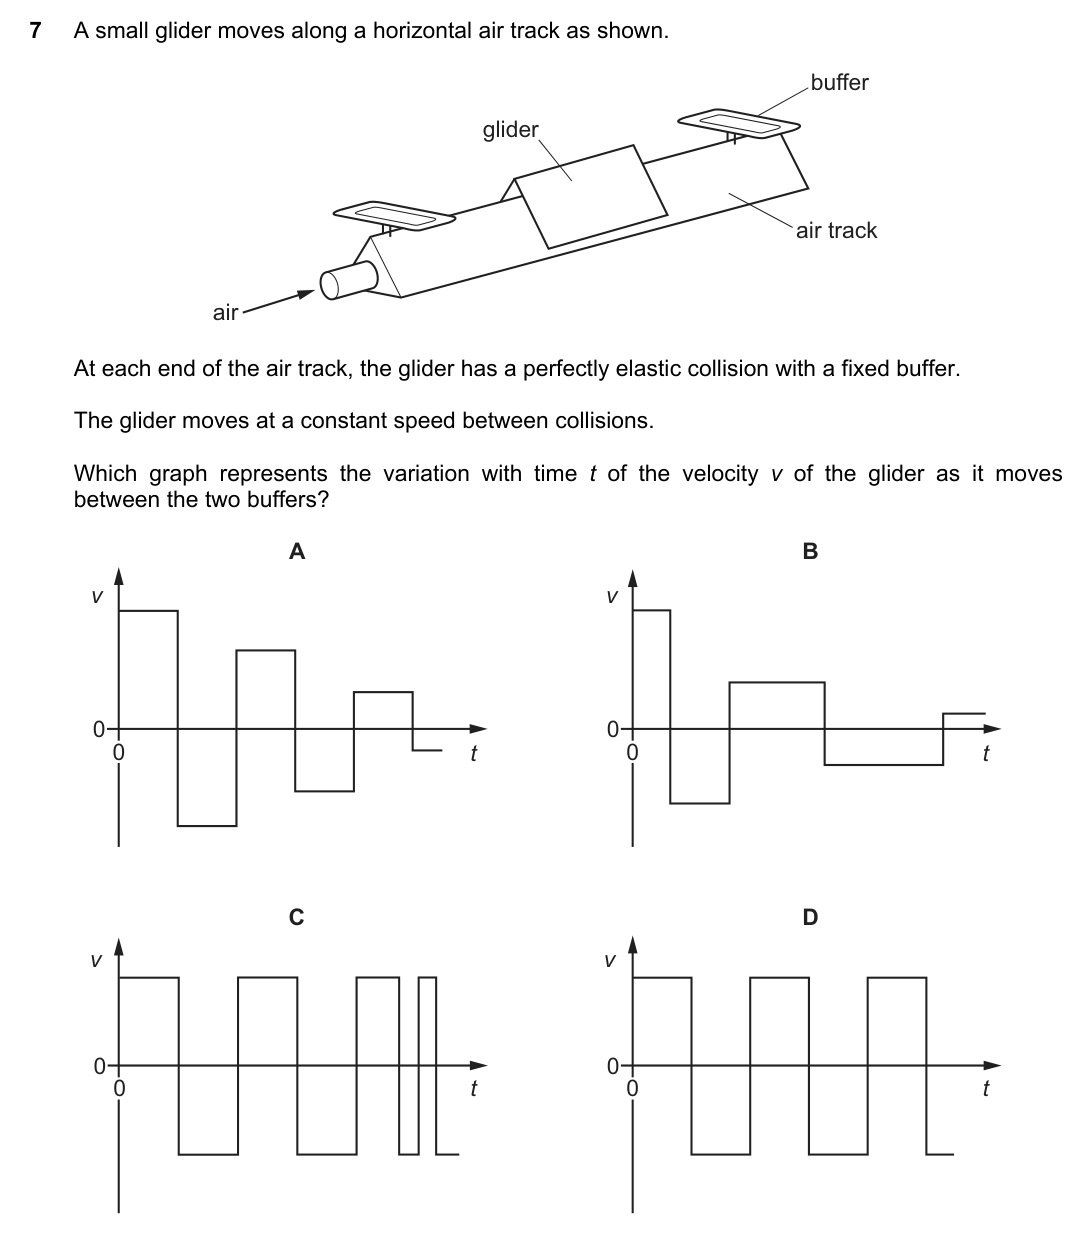 7 A small glider moves along a horizontal air track as shown.
buffer
glider
air track
air
At each end of the air track, the glider has a perfectly elastic collision with a fixed buffer.
The glider moves at a constant speed between collisions.
Which graph represents the variation with time t of the velocity v of the glider as it moves
between the two buffers?
A B
v v
0 0
0 t 0 t
C D
v v
0 0
0 t 0 t